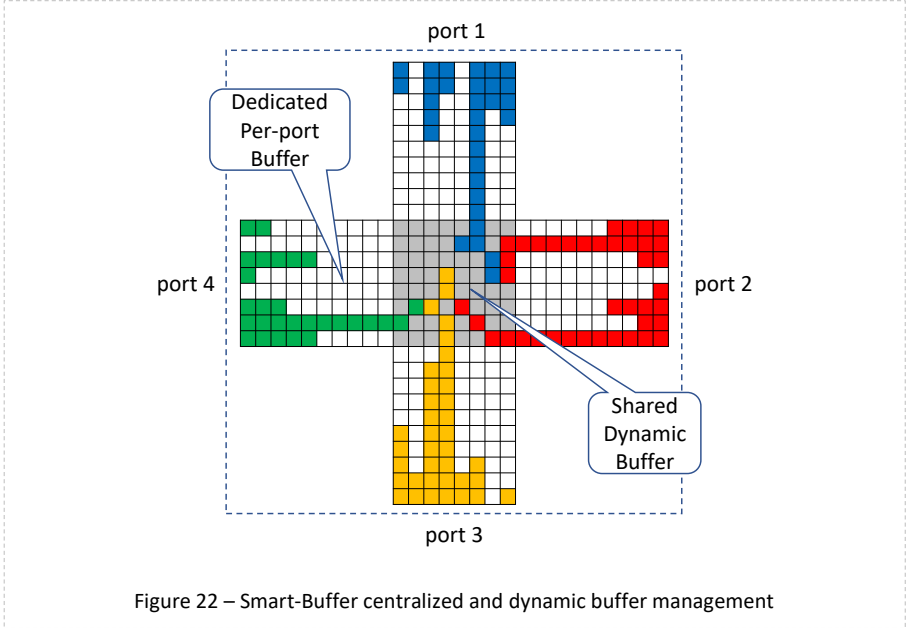 port 1
Dedicated
Per-port
Buffer
port 4
port 2
Shared
Dynamic
Buffer
port 3
Figure 22 – Smart-Buffer centralized and dynamic buffer management